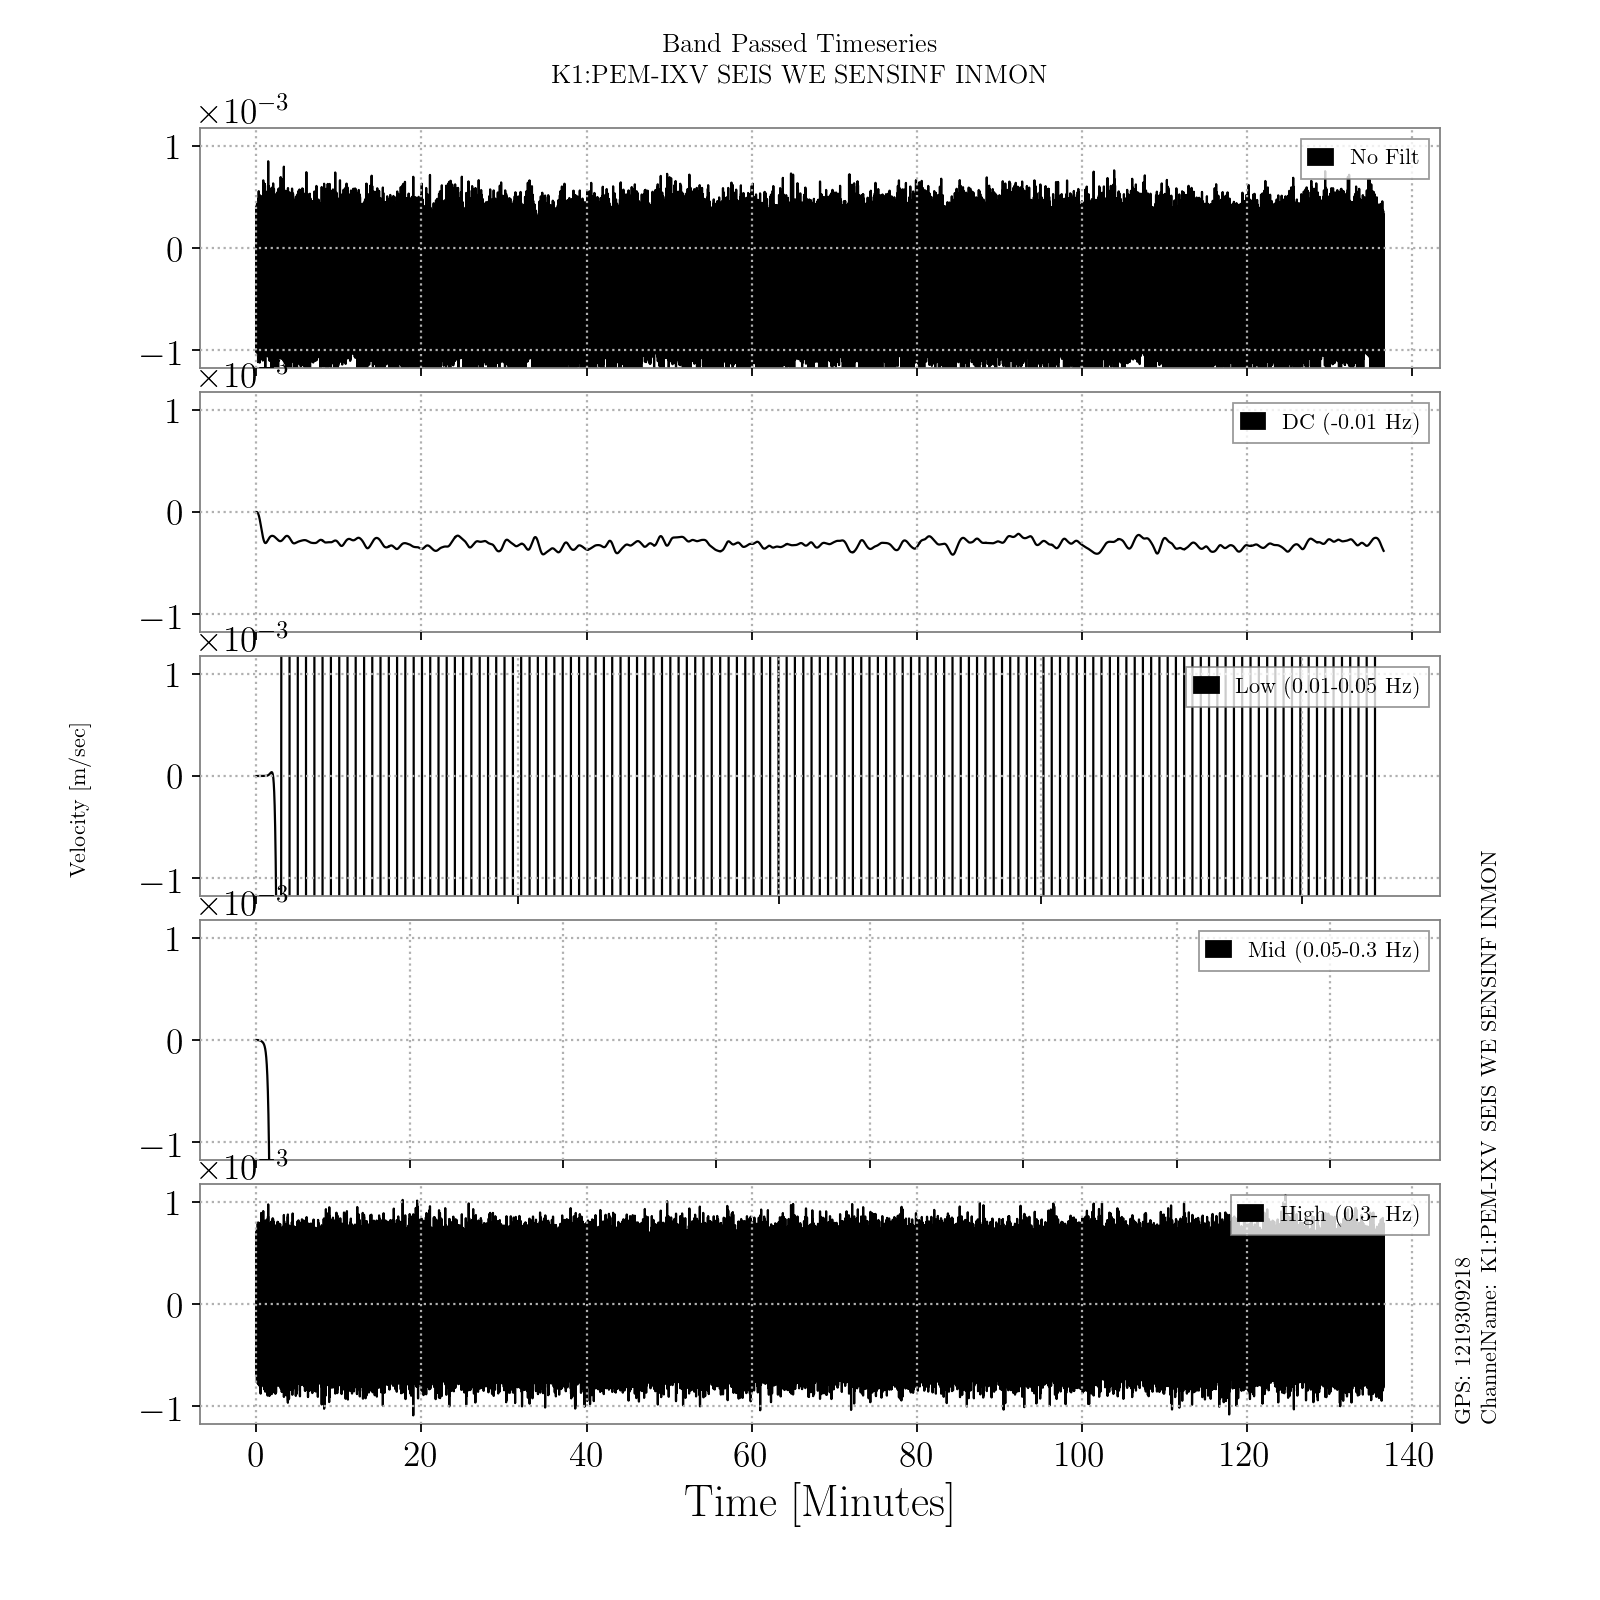 Band Passed Timeseries
K1:PEM-IXV SEIS WE SENSINF INMON
×10−3
1
0
−1
No Filt
×10−3
1
0
−1
DC (-0.01 Hz)
×10−3
1
0
−1
Low (0.01-0.05 Hz)
Velocity [m/sec]
×10−3
1
0
−1
Mid (0.05-0.3 Hz)
×10−3
1
0
−1
High (0.3- Hz)
0 20 40 60 80 100 120 140
Time [Minutes]
GPS: 1219309218
ChannelName: K1:PEM-IXV SEIS WE SENSINF INMON